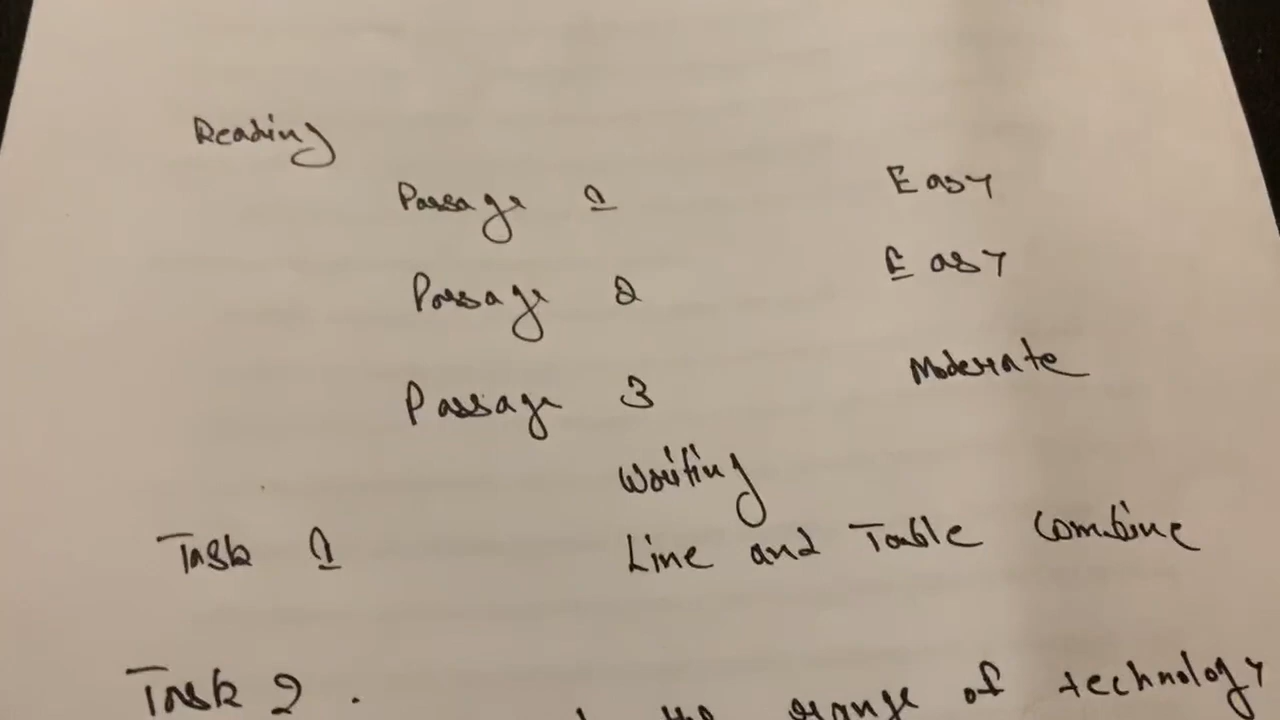 Reading
Passage 1 Easy
Passage 2 Easy
Passage 3 Moderate
Writing
Task 1 Line and Table Combine
Task 2. the range of technology